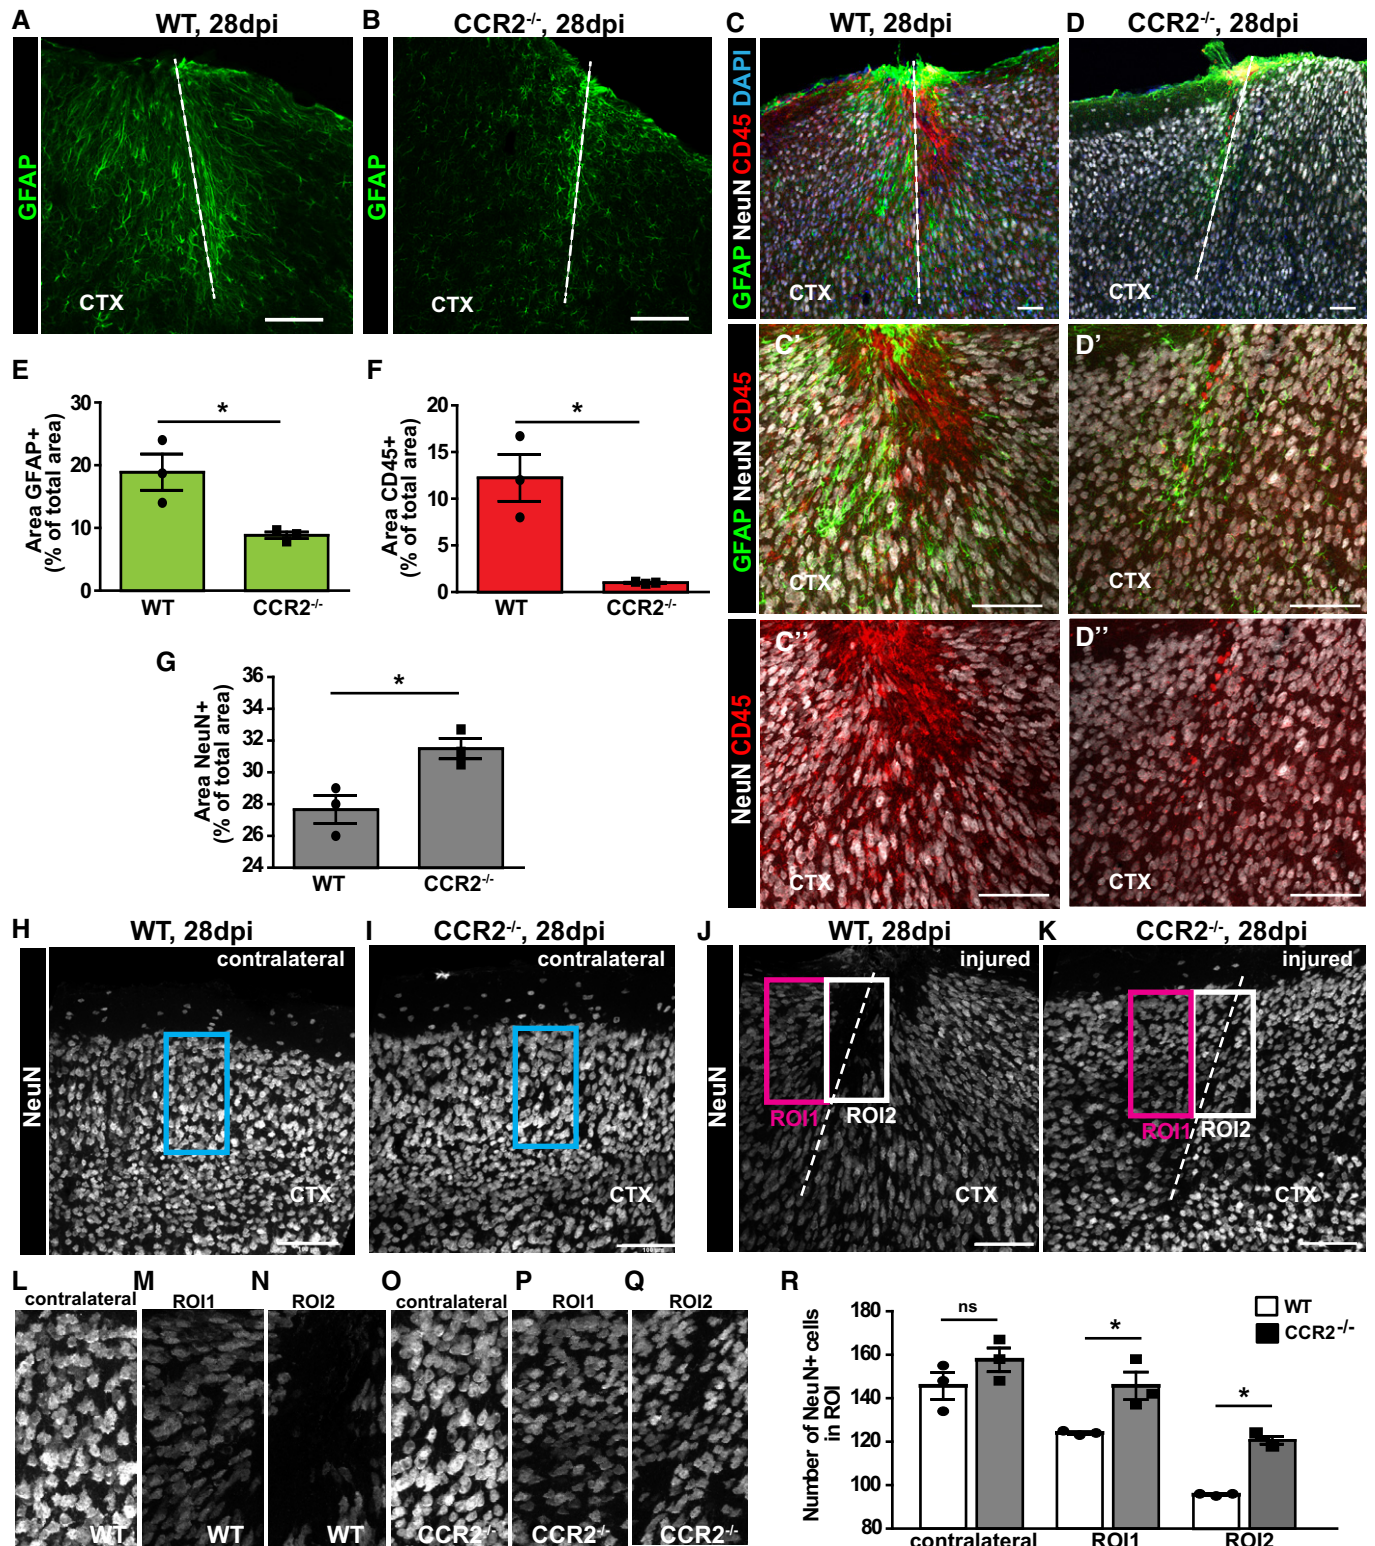 A WT, 28dpi
B CCR2-/-, 28dpi
C WT, 28dpi
D CCR2-/-, 28dpi
GFAP
CTX
GFAP
CTX
GFAP NeuN CD45 DAPI
CTX
CTX
GFAP NeuN CD45
C'
CTX
D'
CTX
NeuN CD45
C''
CTX
D''
CTX
E
Area GFAP+
(% of total area)
30
20
10
0
*
WT
CCR2-/-
F
Area CD45+
(% of total area)
20
15
10
5
0
*
WT
CCR2-/-
G
Area NeuN+
(% of total area)
36
34
32
30
28
26
24
*
WT
CCR2-/-
H WT, 28dpi
I CCR2-/-, 28dpi
J WT, 28dpi
K CCR2-/-, 28dpi
NeuN
contralateral
CTX
contralateral
CTX
100 µm
NeuN
injured
ROI1
ROI2
CTX
injured
ROI1
ROI2
CTX
L
contralateral
WT
M
ROI1
WT
N
ROI2
WT
O
contralateral
CCR2-/-
P
ROI1
CCR2-/-
Q
ROI2
CCR2-/-
R
Number of NeuN+ cells
in ROI
180
160
140
120
100
80
ns
*
*
WT
CCR2-/-
contralateral
ROI1
ROI2